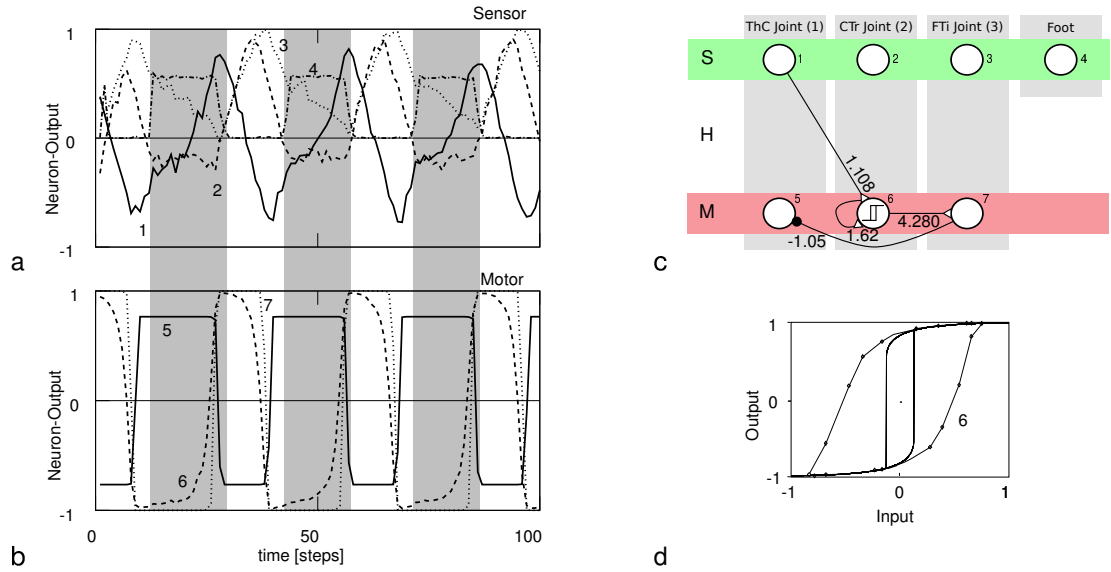 Sensor
1
0
-1
Neuron-Output
1
2
3
4
a
Motor
1
0
-1
Neuron-Output
5
6
7
0
50
100
time [steps]
b
ThC Joint (1)
CTr Joint (2)
FTi Joint (3)
Foot
S
1
2
3
4
H
1.108
M
5
6
7
-1.05
1.62
4.280
c
1
0
-1
Output
6
-1
0
1
Input
d